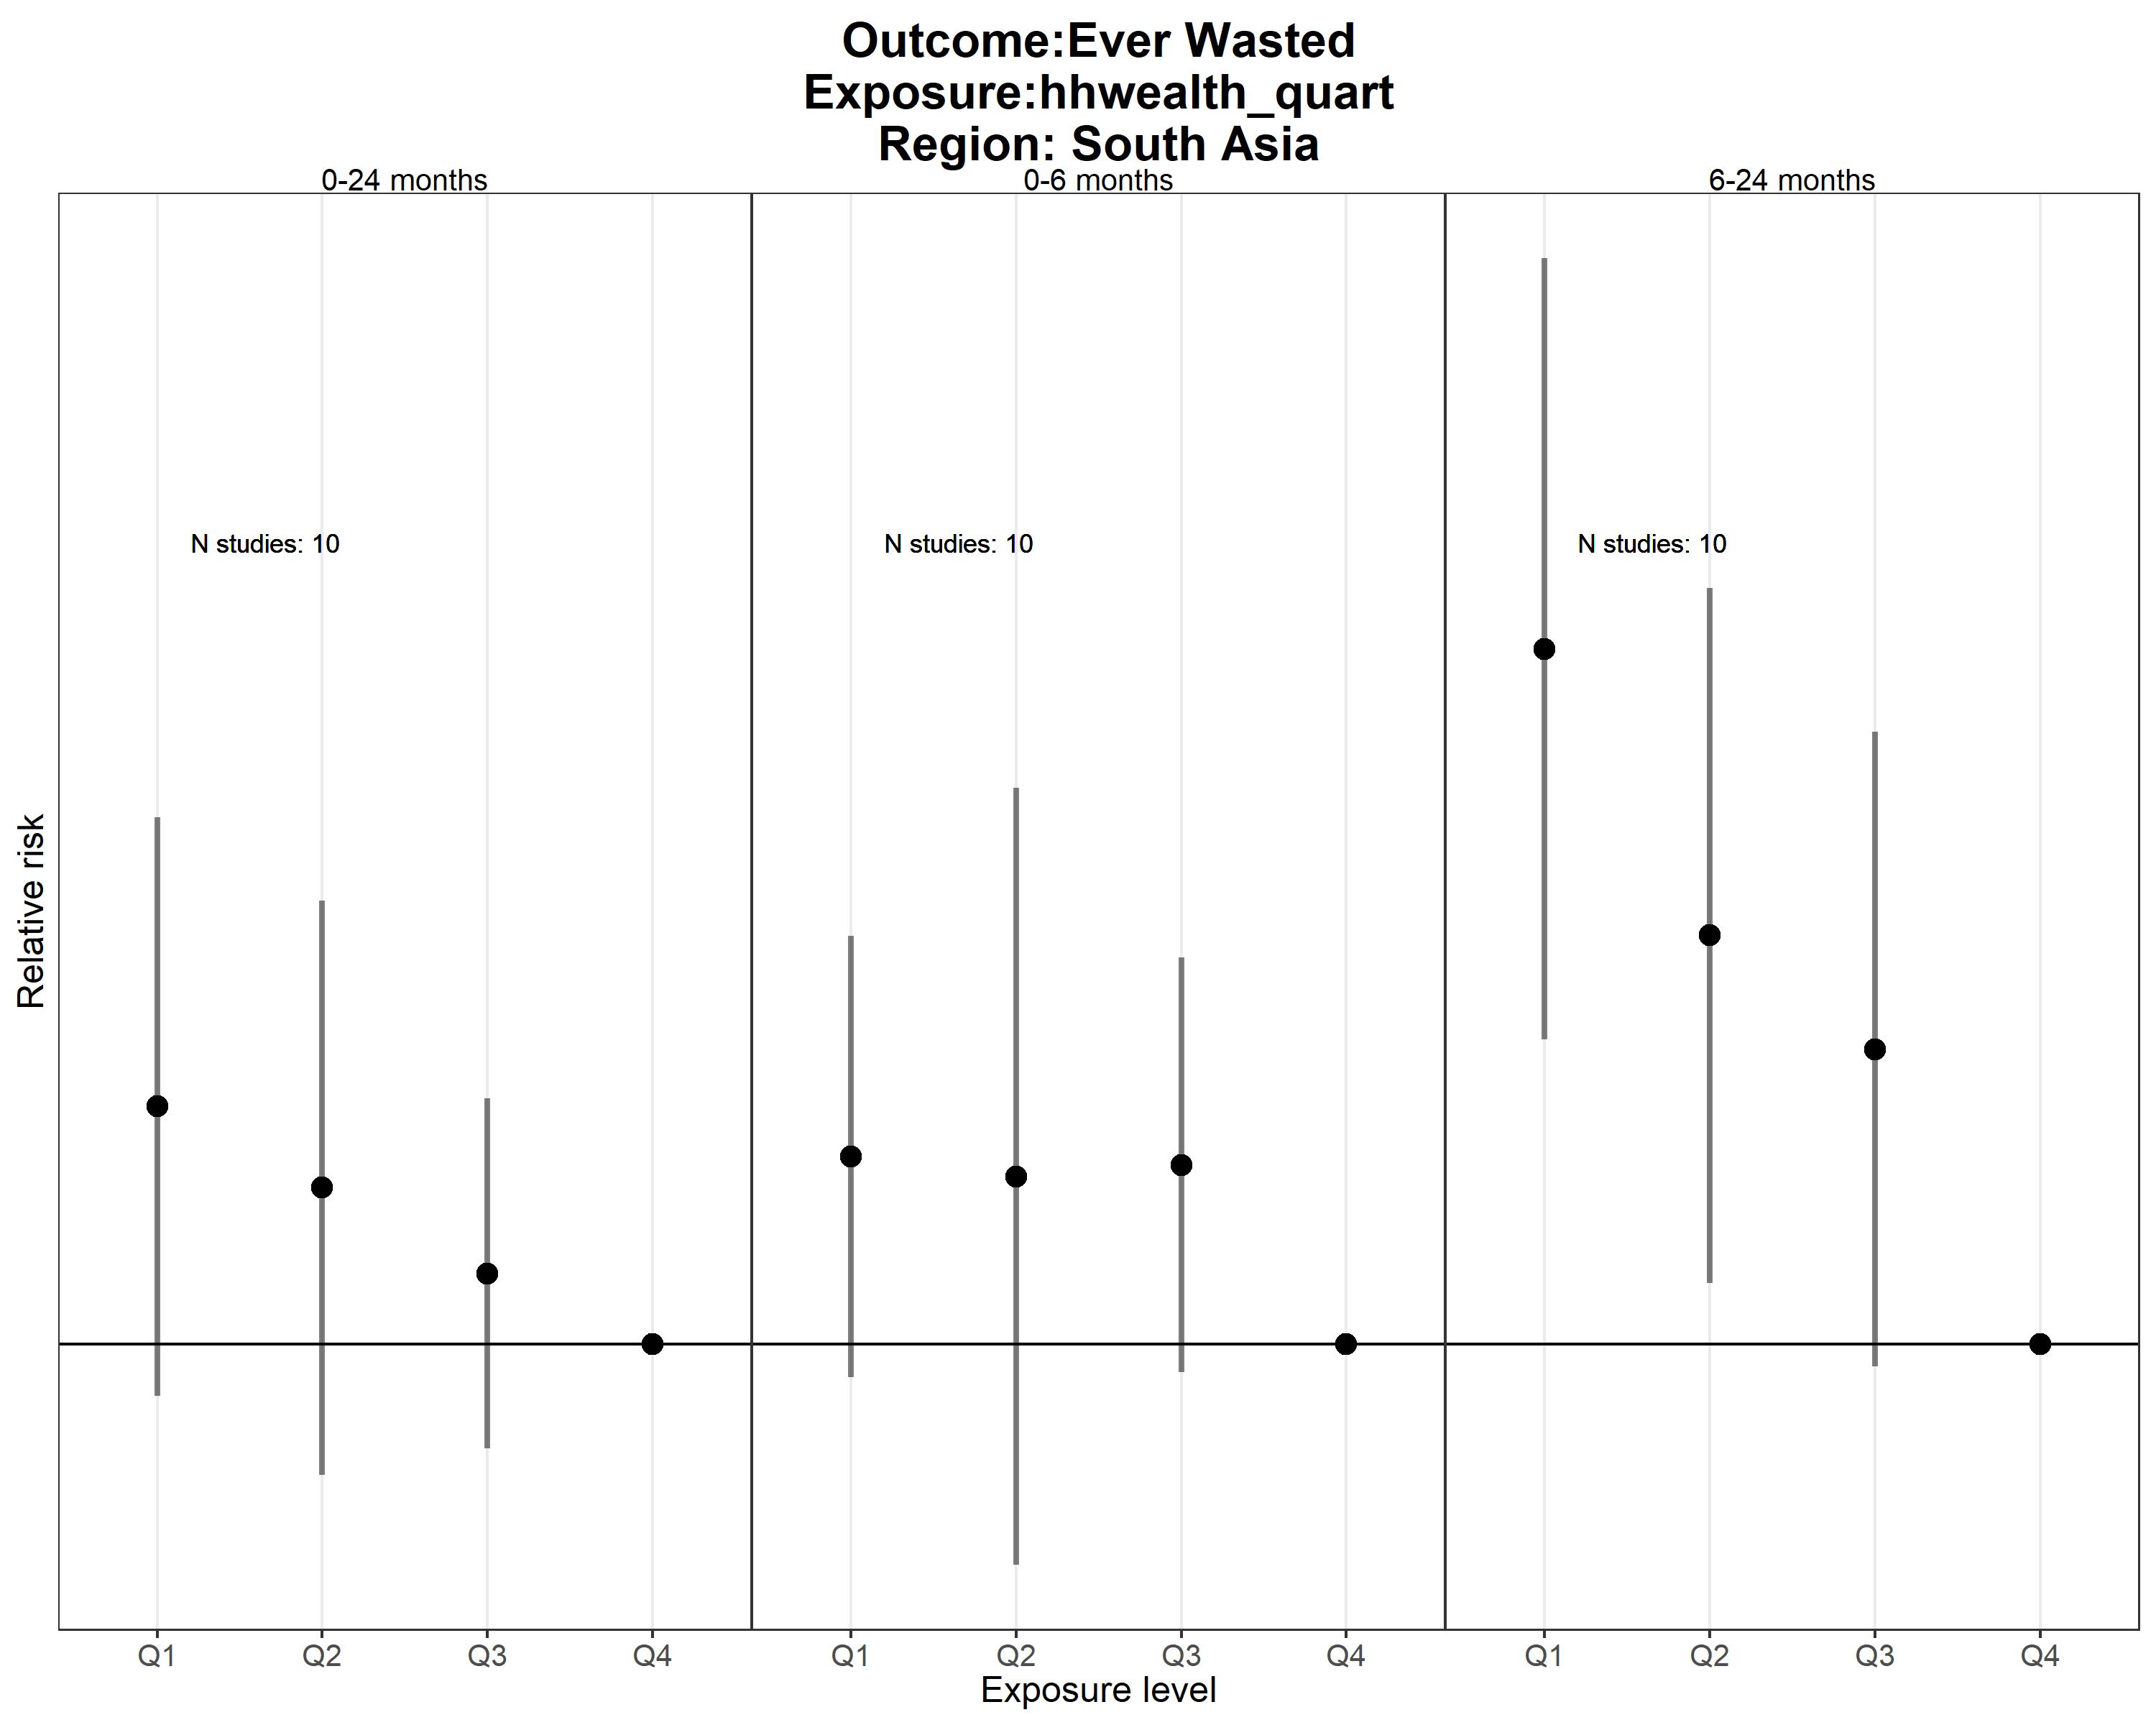 Outcome:Ever Wasted
Exposure:hhwealth_quart
Region: South Asia
0-24 months
0-6 months
6-24 months
N studies: 10
N studies: 10
N studies: 10
Relative risk
Q1 Q2 Q3 Q4
Q1 Q2 Q3 Q4
Q1 Q2 Q3 Q4
Exposure level